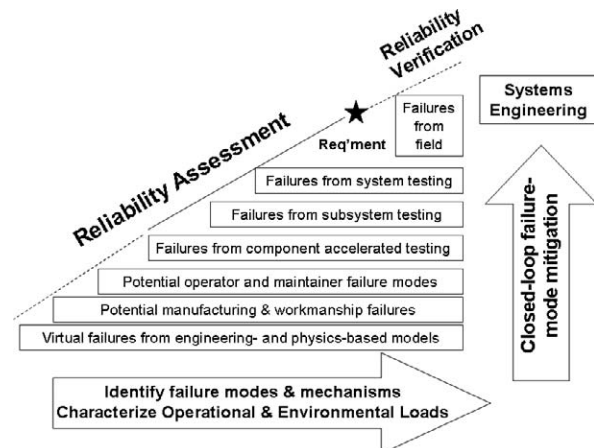 Reliability
Verification
Reliability Assessment
Systems
Engineering
Failures
from
field
Req'ment
Failures from system testing
Failures from subsystem testing
Failures from component accelerated testing
Potential operator and maintainer failure modes
Potential manufacturing & workmanship failures
Virtual failures from engineering- and physics-based models
Closed-loop failure-
mode mitigation
Identify failure modes & mechanisms
Characterize Operational & Environmental Loads